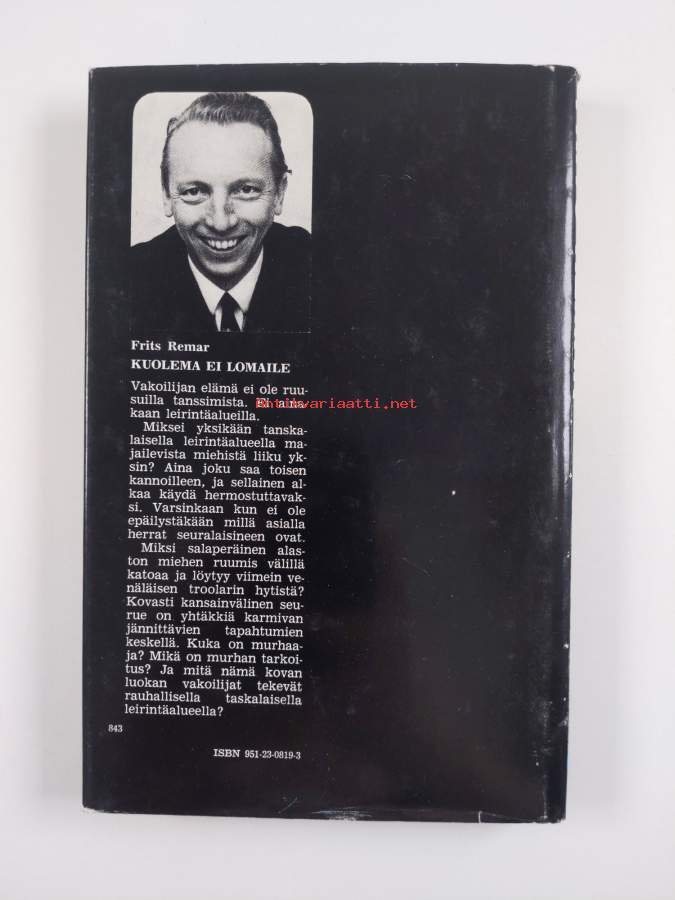 Frits Remar
KUOLEMA EI LOMAILE
Vakoilijan elämä ei ole ruu-
suilla tanssimista. Ei aina-
kaan leirintäalueilla.
antikvariaatti.net
Miksei yksikään tanska-
laisella leirintäalueella ma-
jailevista miehistä liiku yk-
sin? Aina joku saa toisen
kannoilleen, ja sellainen al-
kaa käydä hermostuttavak-
si. Varsinkaan kun ei ole
epäilystäkään millä asialla
herrat seuralaisineen ovat.
Miksi salaperäinen alas-
ton miehen ruumis välillä
katoaa ja löytyy viimein ve-
näläisen troolarin hytistä?
Kovasti kansainvälinen seu-
rue on yhtäkkiä karmivan
jännittävien tapahtumien
keskellä. Kuka on murhaa-
ja? Mikä on murhan tarkoi-
tus? Ja mitä nämä kovan
luokan vakoilijat tekevät
rauhallisella taskalaisella
leirintäalueella?
843
ISBN 951-23-0819-3